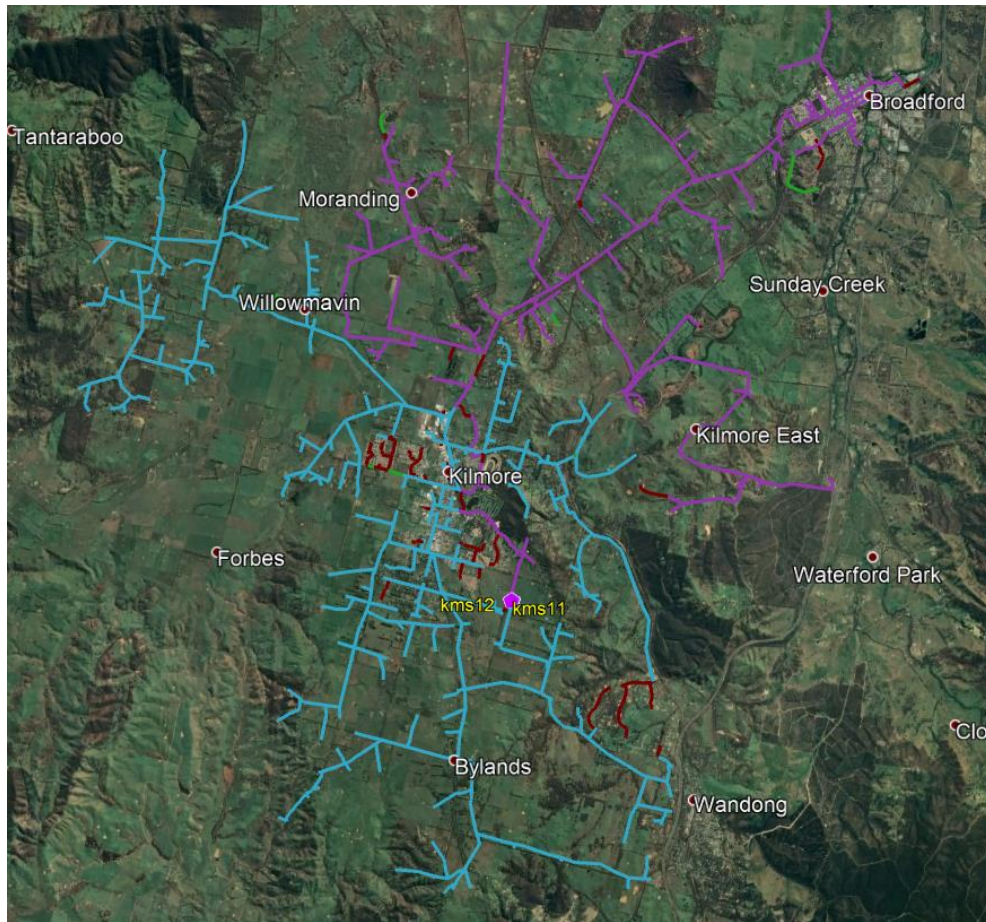 Broadford
Tantaraboo
Moranding
Sunday Creek
Willowmavin
Kilmore East
Kilmore
Forbes
Waterford Park
kms12
kms11
Clo
Bylands
Wandong